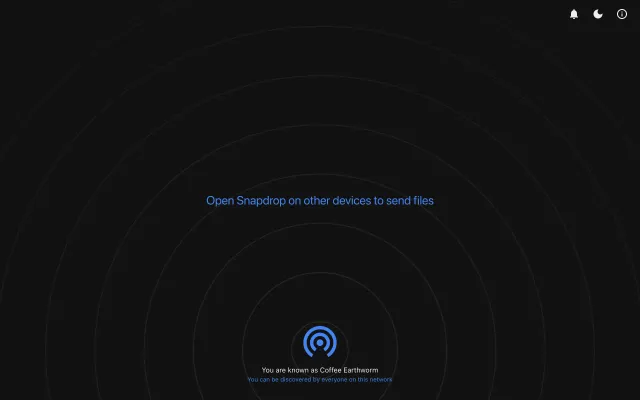 Open Snapdrop on other devices to send files
You are known as Coffee Earthworm
You can be discovered by everyone on this network